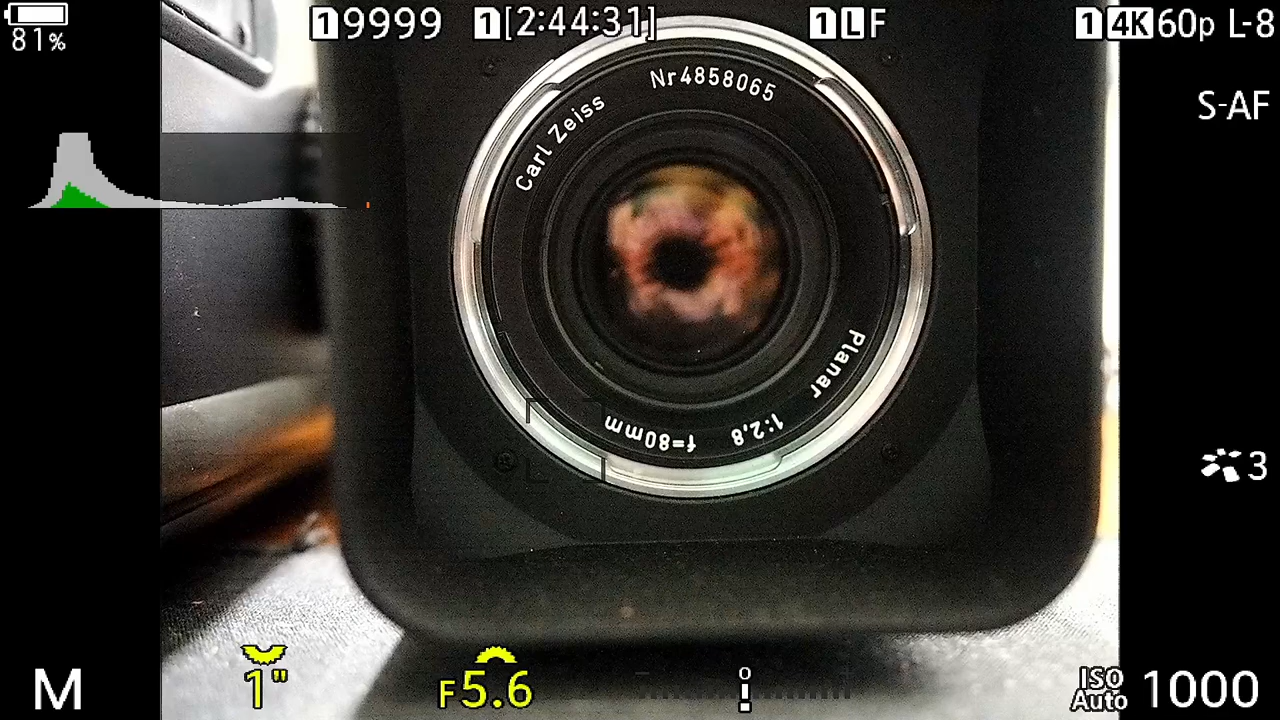 1 9999 1 [2:44:31] 1 L F 1 4K 60p L-8
81%
S-AF
Nr 4858065
Carl Zeiss
Planar
1:2,8
f=80mm
3
M 1" F5.6 ISO Auto 1000